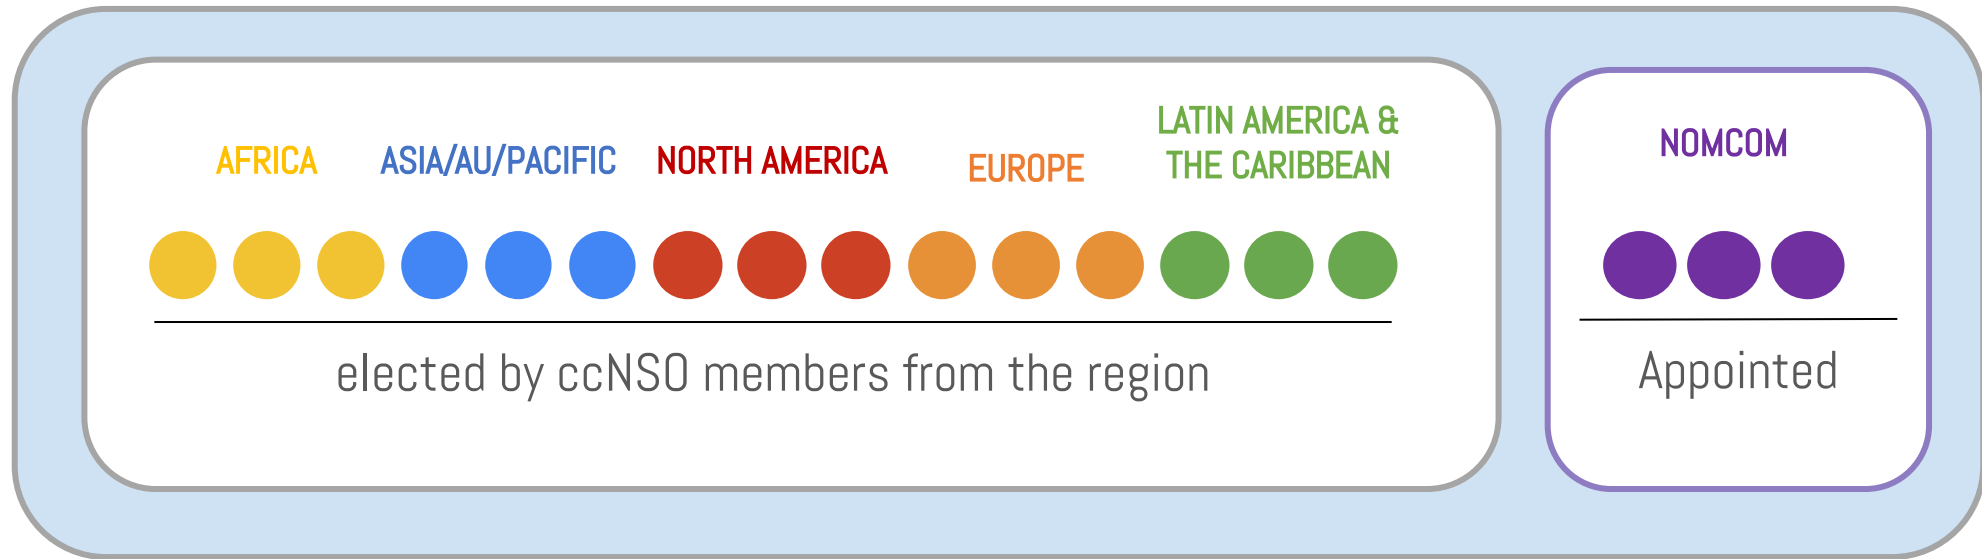 AFRICA
ASIA/AU/PACIFIC
NORTH AMERICA
EUROPE
LATIN AMERICA &
THE CARIBBEAN
elected by ccNSO members from the region
NOMCOM
Appointed